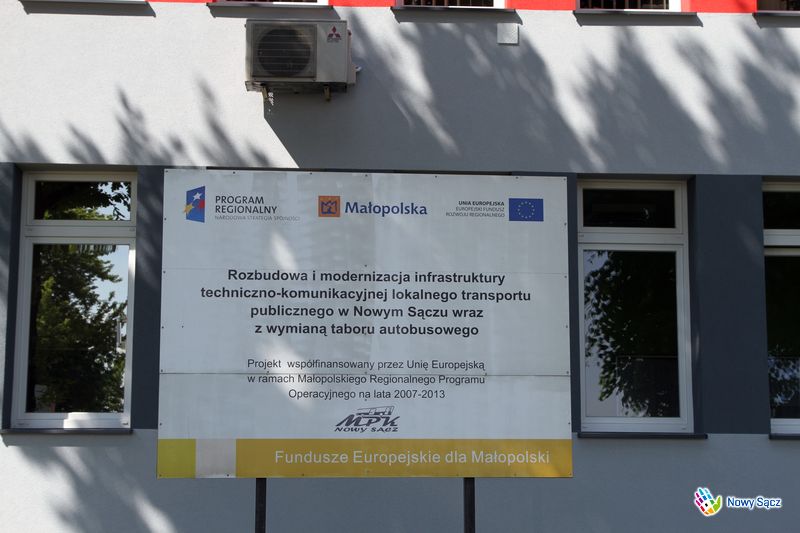 PROGRAM
REGIONALNY
NARODOWA STRATEGIA SPÓJNOŚCI
Małopolska
UNIA EUROPEJSKA
EUROPEJSKI FUNDUSZ
ROZWOJU REGIONALNEGO
Rozbudowa i modernizacja infrastruktury
techniczno-komunikacyjnej lokalnego transportu
publicznego w Nowym Sączu wraz
z wymianą taboru autobusowego
Projekt współfinansowany przez Unię Europejską
w ramach Małopolskiego Regionalnego Programu
Operacyjnego na lata 2007-2013
MPK
NOWY SĄCZ
Fundusze Europejskie dla Małopolski
Nowy Sącz